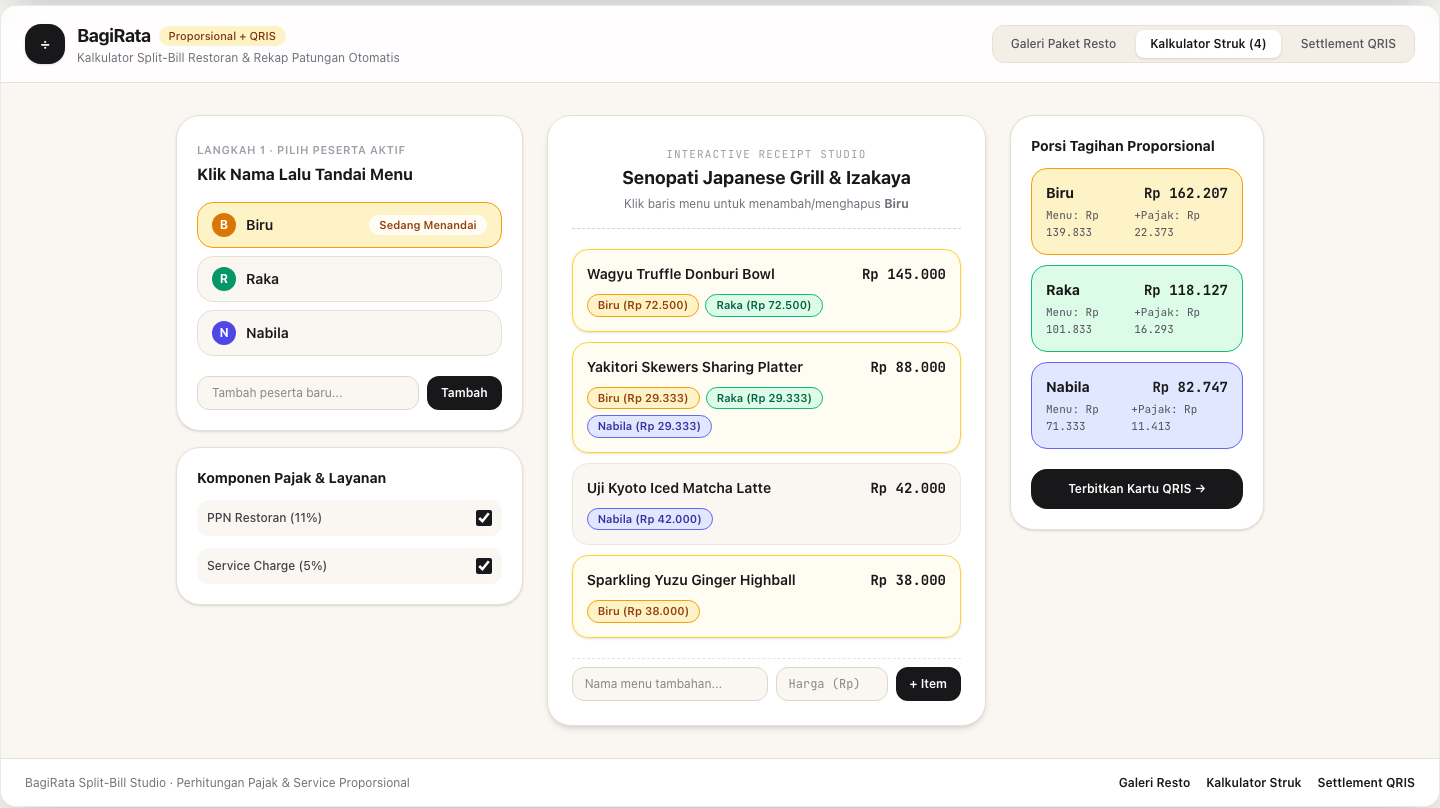 ÷
BagiRata
Proporsional + QRIS
Kalkulator Split-Bill Restoran & Rekap Patungan Otomatis
Galeri Paket Resto
Kalkulator Struk (4)
Settlement QRIS
LANGKAH 1 · PILIH PESERTA AKTIF
Klik Nama Lalu Tandai Menu
B
Biru
Sedang Menandai
R
Raka
N
Nabila
Tambah peserta baru...
Tambah
Komponen Pajak & Layanan
PPN Restoran (11%)
Service Charge (5%)
INTERACTIVE RECEIPT STUDIO
Senopati Japanese Grill & Izakaya
Klik baris menu untuk menambah/menghapus Biru
Wagyu Truffle Donburi Bowl
Rp 145.000
Biru (Rp 72.500)
Raka (Rp 72.500)
Yakitori Skewers Sharing Platter
Rp 88.000
Biru (Rp 29.333)
Raka (Rp 29.333)
Nabila (Rp 29.333)
Uji Kyoto Iced Matcha Latte
Rp 42.000
Nabila (Rp 42.000)
Sparkling Yuzu Ginger Highball
Rp 38.000
Biru (Rp 38.000)
Nama menu tambahan...
Harga (Rp)
+ Item
Porsi Tagihan Proporsional
Biru
Rp 162.207
Menu: Rp
139.833
+Pajak: Rp
22.373
Raka
Rp 118.127
Menu: Rp
101.833
+Pajak: Rp
16.293
Nabila
Rp 82.747
Menu: Rp
71.333
+Pajak: Rp
11.413
Terbitkan Kartu QRIS →
BagiRata Split-Bill Studio · Perhitungan Pajak & Service Proporsional
Galeri Resto
Kalkulator Struk
Settlement QRIS